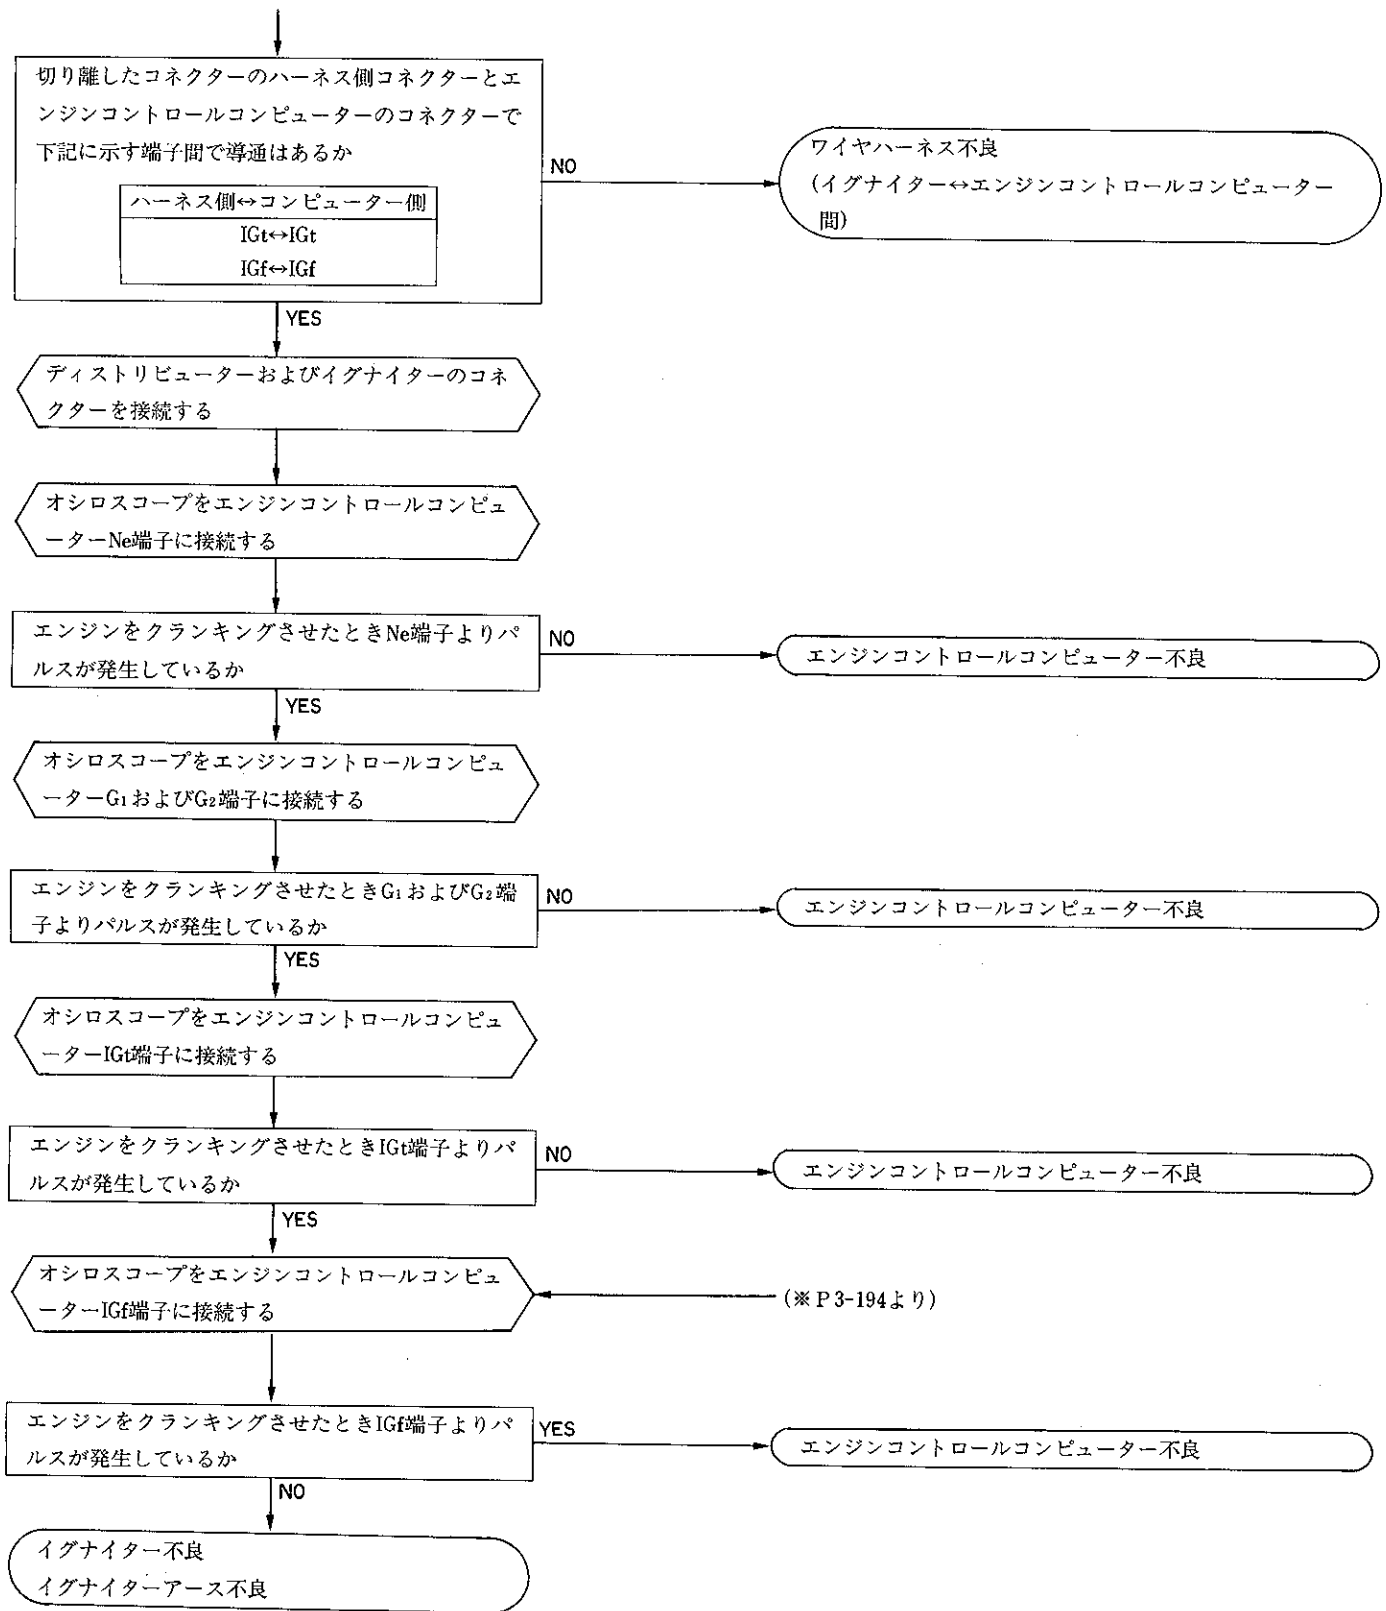 切り離したコネクターのハーネス側コネクターとエ
ンジンコントロールコンピューターのコネクターで
下記に示す端子間で導通はあるか
ハーネス側↔コンピューター側
IGt↔IGt
IGf↔IGf
NO
ワイヤハーネス不良
(イグナイター↔エンジンコントロールコンピューター
間)
YES
ディストリビューターおよびイグナイターのコネ
クターを接続する
オシロスコープをエンジンコントロールコンピュ
ーターNe端子に接続する
エンジンをクランキングさせたときNe端子よりパ
ルスが発生しているか
NO
エンジンコントロールコンピューター不良
YES
オシロスコープをエンジンコントロールコンピュ
ーターG₁およびG₂端子に接続する
エンジンをクランキングさせたときG₁およびG₂端
子よりパルスが発生しているか
NO
エンジンコントロールコンピューター不良
YES
オシロスコープをエンジンコントロールコンピュ
ーターIGt端子に接続する
エンジンをクランキングさせたときIGt端子よりパ
ルスが発生しているか
NO
エンジンコントロールコンピューター不良
YES
オシロスコープをエンジンコントロールコンピュ
ーターIGf端子に接続する
(※P 3-194より)
エンジンをクランキングさせたときIGf端子よりパ
ルスが発生しているか
YES
エンジンコントロールコンピューター不良
NO
イグナイター不良
イグナイターアース不良